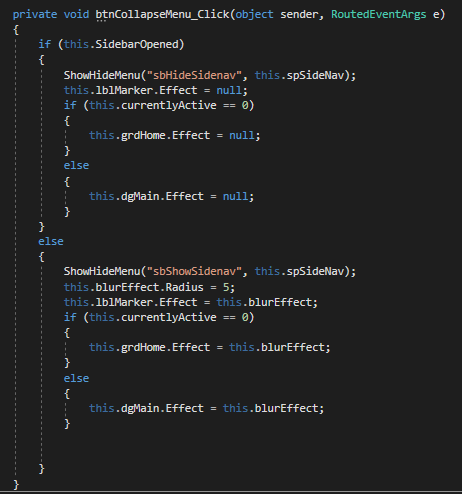 private void btnCollapseMenu_Click(object sender, RoutedEventArgs e)
{
    if (this.SidebarOpened)
    {
        ShowHideMenu("sbHideSidenav", this.spSideNav);
        this.lblMarker.Effect = null;
        if (this.currentlyActive == 0)
        {
            this.grdHome.Effect = null;
        }
        else
        {
            this.dgMain.Effect = null;
        }
    }
    else
    {
        ShowHideMenu("sbShowSidenav", this.spSideNav);
        this.blurEffect.Radius = 5;
        this.lblMarker.Effect = this.blurEffect;
        if (this.currentlyActive == 0)
        {
            this.grdHome.Effect = this.blurEffect;
        }
        else
        {
            this.dgMain.Effect = this.blurEffect;
        }
    }
}